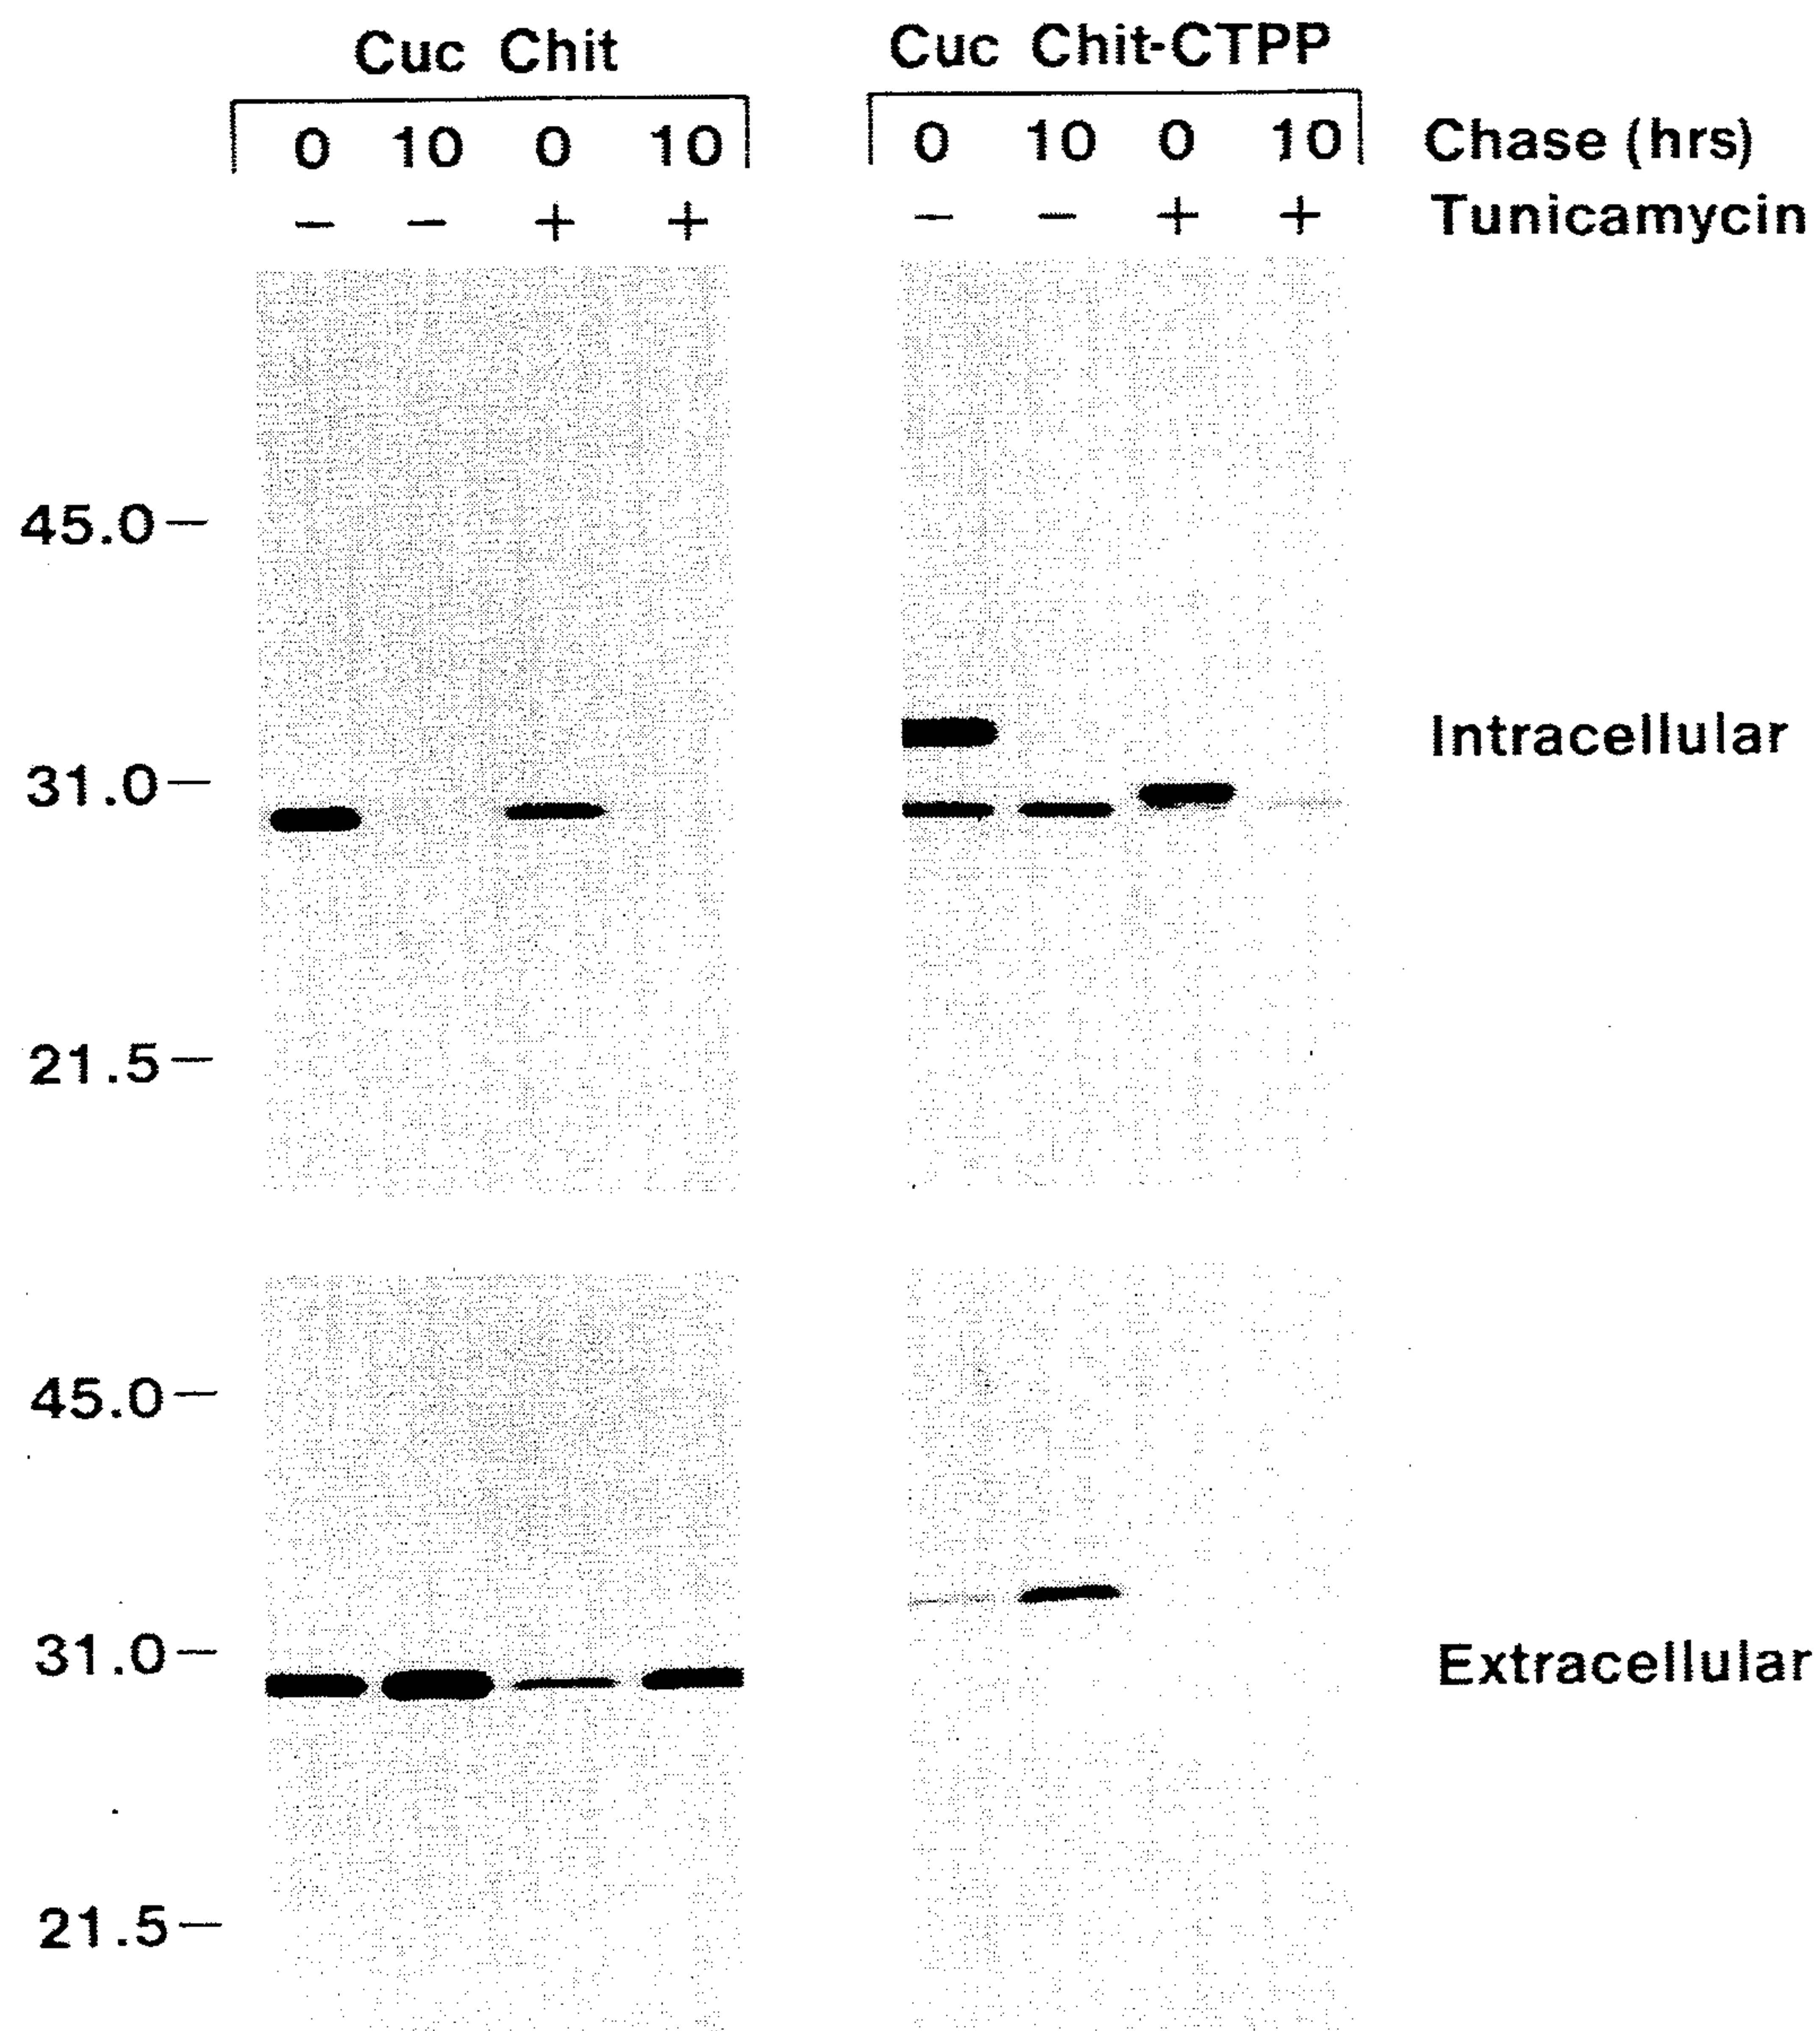 Cuc Chit Cuc Chit-CTPP
0 10 0 10 0 10 0 10 Chase (hrs)
− − + + − − + + Tunicamycin
45.0
Intracellular
31.0
21.5
45.0
31.0
Extracellular
21.5